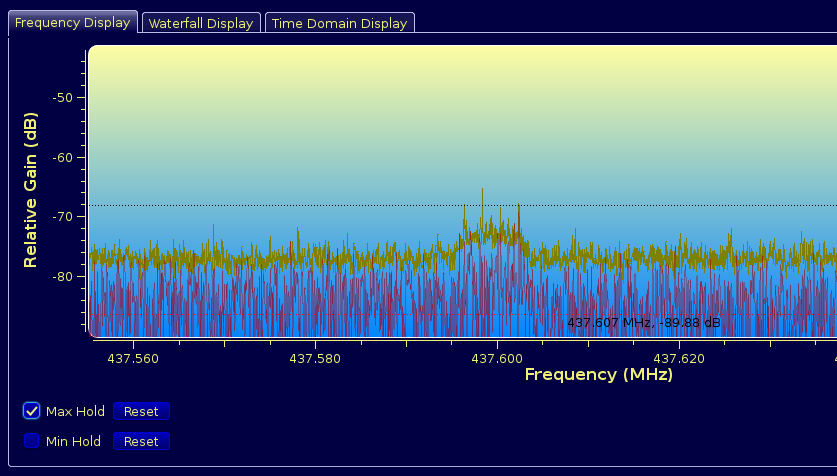 Frequency Display Waterfall Display Time Domain Display
Relative Gain (dB)
-50
-60
-70
-80
437.607 MHz, -89.88 dB
437.560 437.580 437.600 437.620
Frequency (MHz)
Max Hold Reset
Min Hold Reset